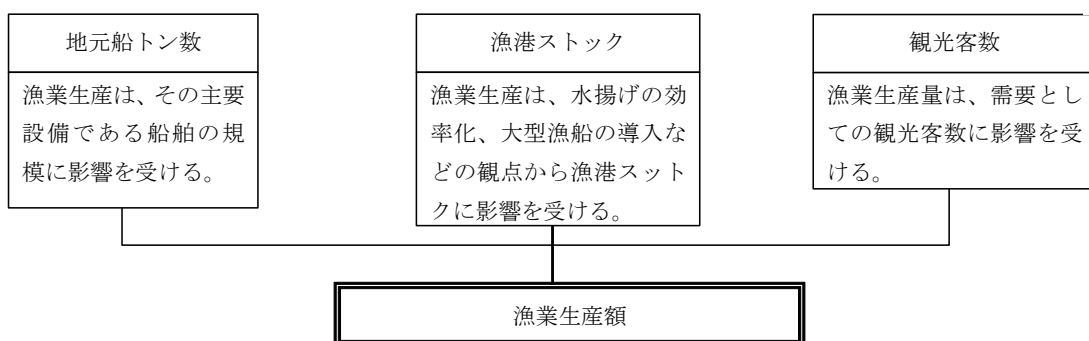 地元船トン数
漁業生産は、その主要
設備である船舶の規
模に影響を受ける。
漁港ストック
漁業生産は、水揚げの効
率化、大型漁船の導入な
どの観点から漁港スット
クに影響を受ける。
観光客数
漁業生産量は、需要とし
ての観光客数に影響を受
ける。
漁業生産額